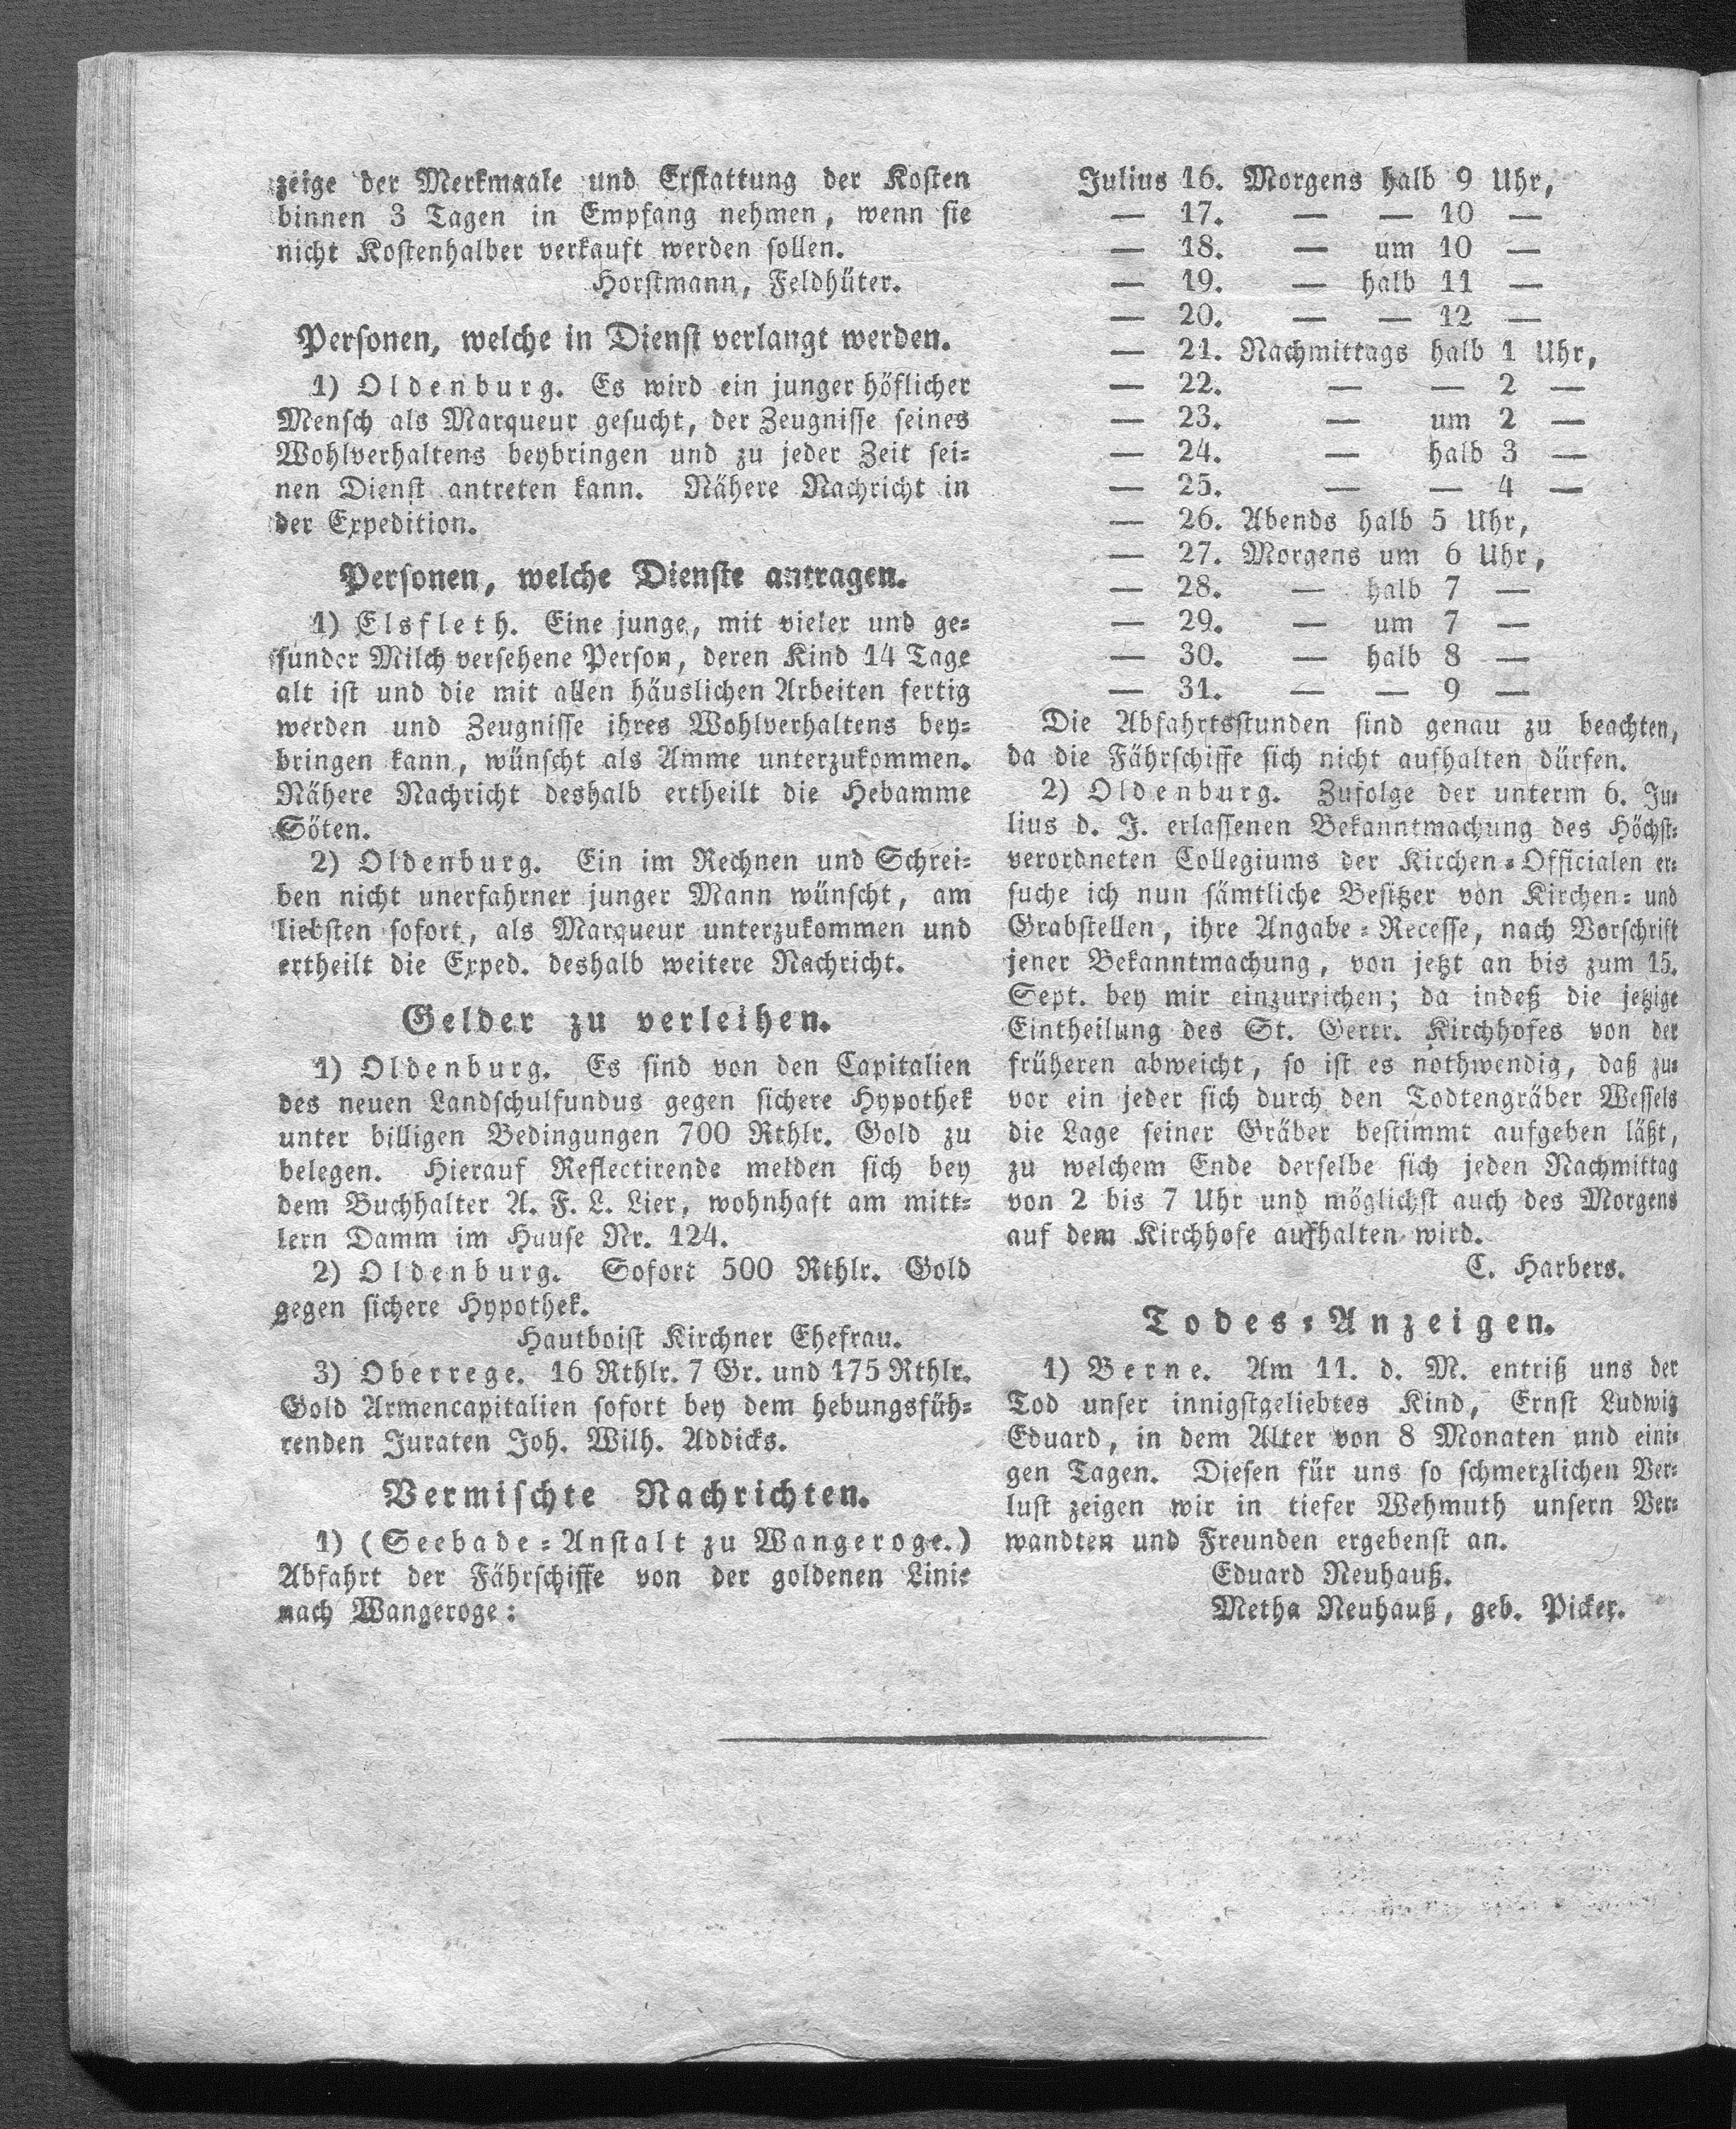 zeige der Merkmaale und Erstattung der Kosten
binnen 3 Tagen in Empfang nehmen, wenn sie
nicht Kostenhalber verkauft werden sollen.
Horstmann, Feldhüter.
Personen, welche in Dienst verlangt werden.
1) Oldenburg. Es wird ein junger höflicher
Mensch als Marqueur gesucht, der Zeugnisse seines
Wohlverhaltens beybringen und zu jeder Zeit sei-
nen Dienst antreten kann. Nähere Nachricht in
der Expedition.
Personen, welche Dienste antragen.
1) Elsfleth. Eine junge, mit vieler und ge-
sunder Milch versehene Person, deren Kind 14 Tage
alt ist und die mit allen häuslichen Arbeiten fertig
werden und Zeugnisse ihres Wohlverhaltens bey-
bringen kann, wünscht als Amme unterzukommen.
Nähere Nachricht deshalb ertheilt die Hebamme
Söten.
2) Oldenburg. Ein im Rechnen und Schrei-
ben nicht unerfahrner junger Mann wünscht, am
liebsten sofort, als Marqueur unterzukommen und
ertheilt die Exped. deshalb weitere Nachricht.
Gelder zu verleihen.
1) Oldenburg. Es sind von den Capitalien
des neuen Landschulfundus gegen sichere Hypothek
unter billigen Bedingungen 700 Rthlr. Gold zu
belegen. Hierauf Reflectirende melden sich bey
dem Buchhalter A. F. L. Lier, wohnhaft am mitt-
lern Damm im Hause Nr. 124.
2) Oldenburg. Sofort 500 Rthlr. Gold
gegen sichere Hypothek.
Hautboist Kirchner Ehefrau.
3) Oberrege. 16 Rthlr. 7 Gr. und 175 Rthlr.
Gold Armencapitalien sofort bey dem hebungsfüh-
renden Juraten Joh. Wilh. Addicks.
Vermischte Nachrichten.
1) (Seebade-Anstalt zu Wangeroge.)
Abfahrt der Fährschiffe von der goldenen Linie
nach Wangeroge:
Julius 16. Morgens halb 9 Uhr,
— 17. — — 10 —
— 18. — um 10 —
— 19. — halb 11 —
— 20. — — 12 —
— 21. Nachmittags halb 1 Uhr,
— 22. — — 2 —
— 23. — um 2 —
— 24. — halb 3 —
— 25. — — 4 —
— 26. Abends halb 5 Uhr,
— 27. Morgens um 6 Uhr,
— 28. — halb 7 —
— 29. — um 7 —
— 30. — halb 8 —
— 31. — — 9 —
Die Abfahrtsstunden sind genau zu beachten,
da die Fährschiffe sich nicht aufhalten dürfen.
2) Oldenburg. Zufolge der unterm 6. Ju-
lius d. J. erlassenen Bekanntmachung des Höchst-
verordneten Collegiums der Kirchen-Officialen er-
suche ich nun sämtliche Besitzer von Kirchen- und
Grabstellen, ihre Angabe-Recesse, nach Vorschrift
jener Bekanntmachung, von jetzt an bis zum 15.
Sept. bey mir einzureichen; da indeß die jetzige
Eintheilung des St. Gertr. Kirchhofes von der
früheren abweicht, so ist es nothwendig, daß zu-
vor ein jeder sich durch den Todtengräber Wessels
die Lage seiner Gräber bestimmt aufgeben läßt,
zu welchem Ende derselbe sich jeden Nachmittag
von 2 bis 7 Uhr und möglichst auch des Morgens
auf dem Kirchhofe aufhalten wird.
C. Harbers.
Todes-Anzeigen.
1) Berne. Am 11. d. M. entriß uns der
Tod unser innigstgeliebtes Kind, Ernst Ludwig
Eduard, in dem Alter von 8 Monaten und eini-
gen Tagen. Diesen für uns so schmerzlichen Ver-
lust zeigen wir in tiefer Wehmuth unsern Ver-
wandten und Freunden ergebenst an.
Eduard Neuhauß.
Metha Neuhauß, geb. Picker.